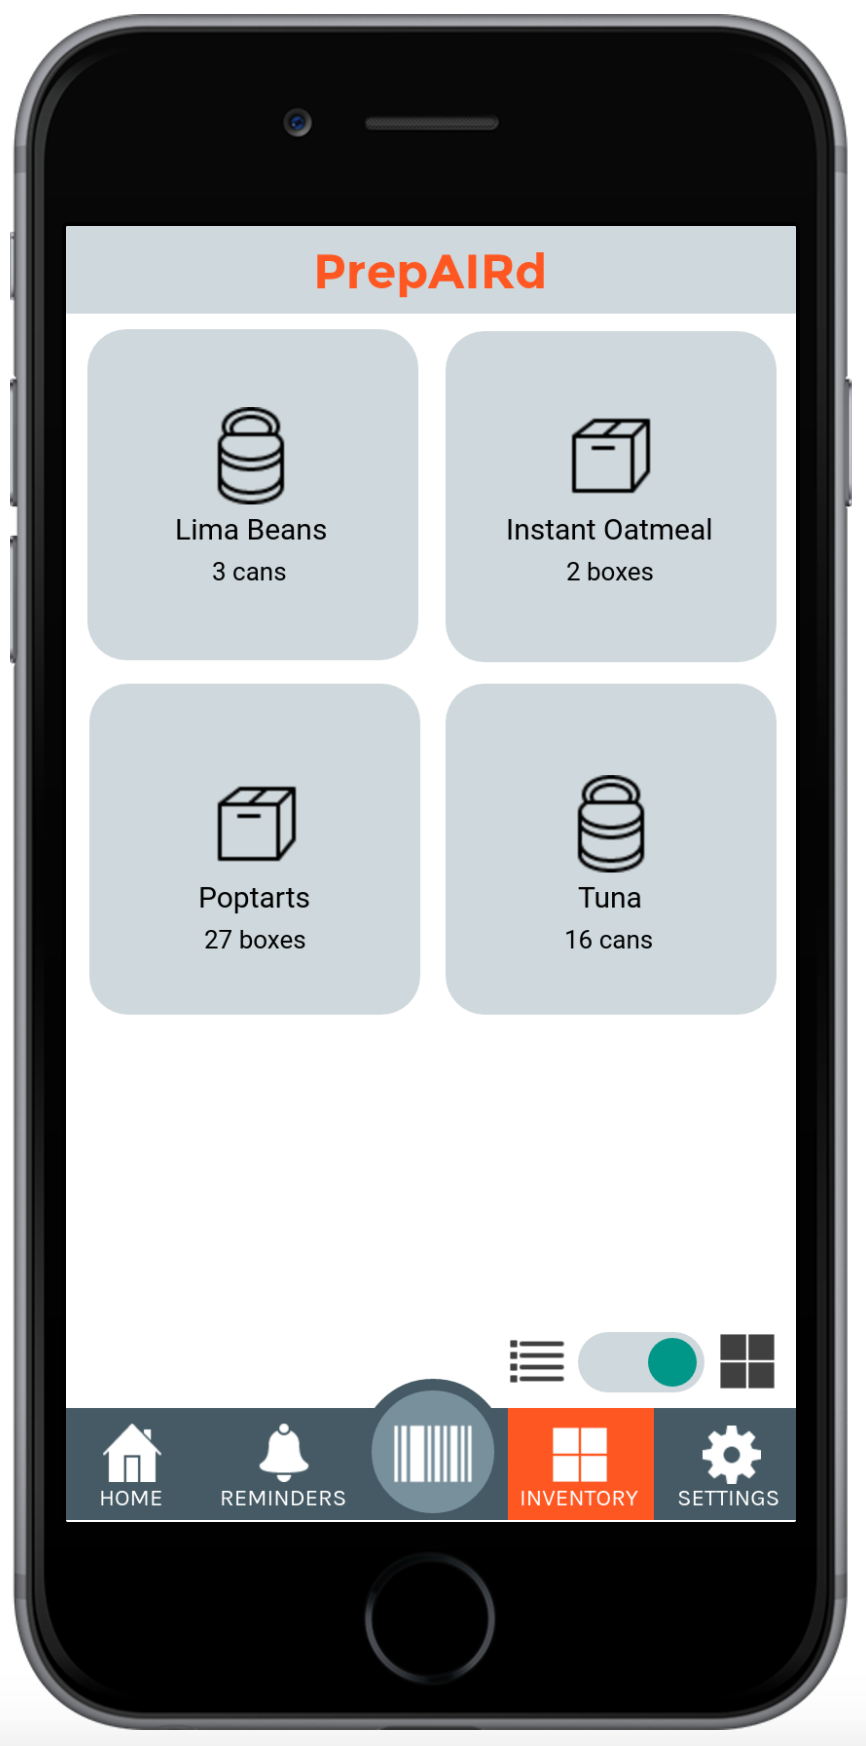 PrepAIRd
Lima Beans
3 cans
Instant Oatmeal
2 boxes
Poptarts
27 boxes
Tuna
16 cans
HOME
REMINDERS
INVENTORY
SETTINGS